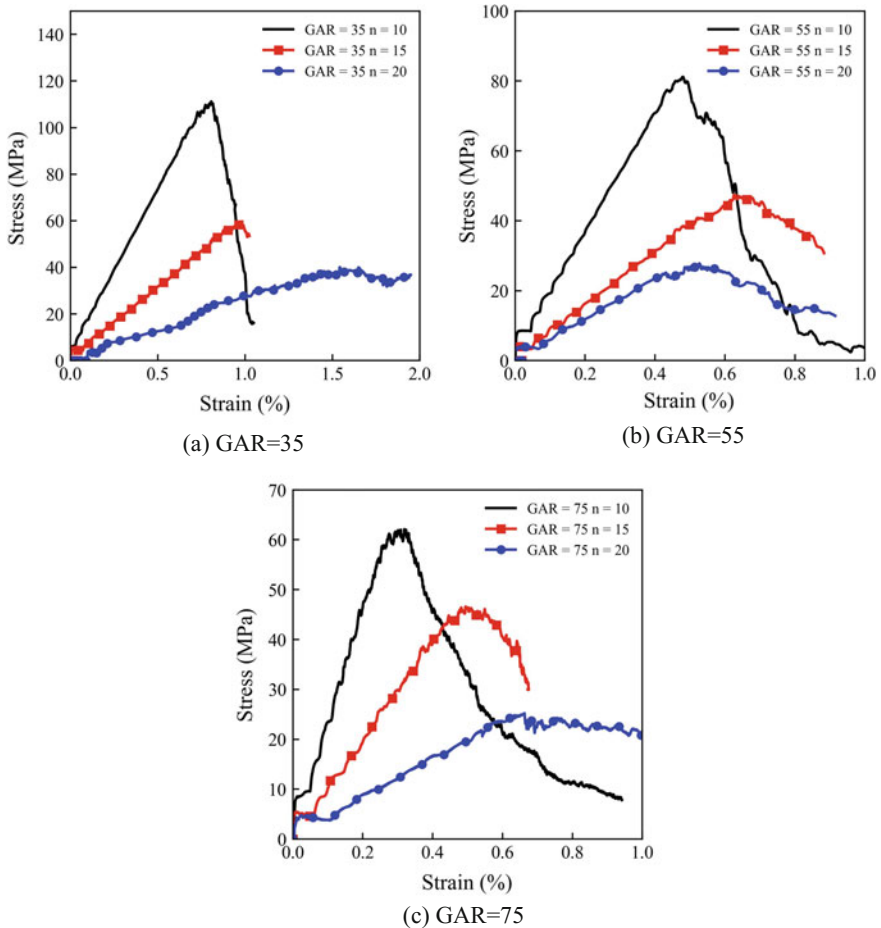 GAR = 35 n = 10
GAR = 35 n = 15
GAR = 35 n = 20
Stress (MPa)
140
120
100
80
60
40
20
0
0.0 0.5 1.0 1.5 2.0
Strain (%)
(a) GAR=35
GAR = 55 n = 10
GAR = 55 n = 15
GAR = 55 n = 20
Stress (MPa)
100
80
60
40
20
0
0.0 0.2 0.4 0.6 0.8 1.0
Strain (%)
(b) GAR=55
GAR = 75 n = 10
GAR = 75 n = 15
GAR = 75 n = 20
Stress (MPa)
70
60
50
40
30
20
10
0
0.0 0.2 0.4 0.6 0.8 1.0
Strain (%)
(c) GAR=75